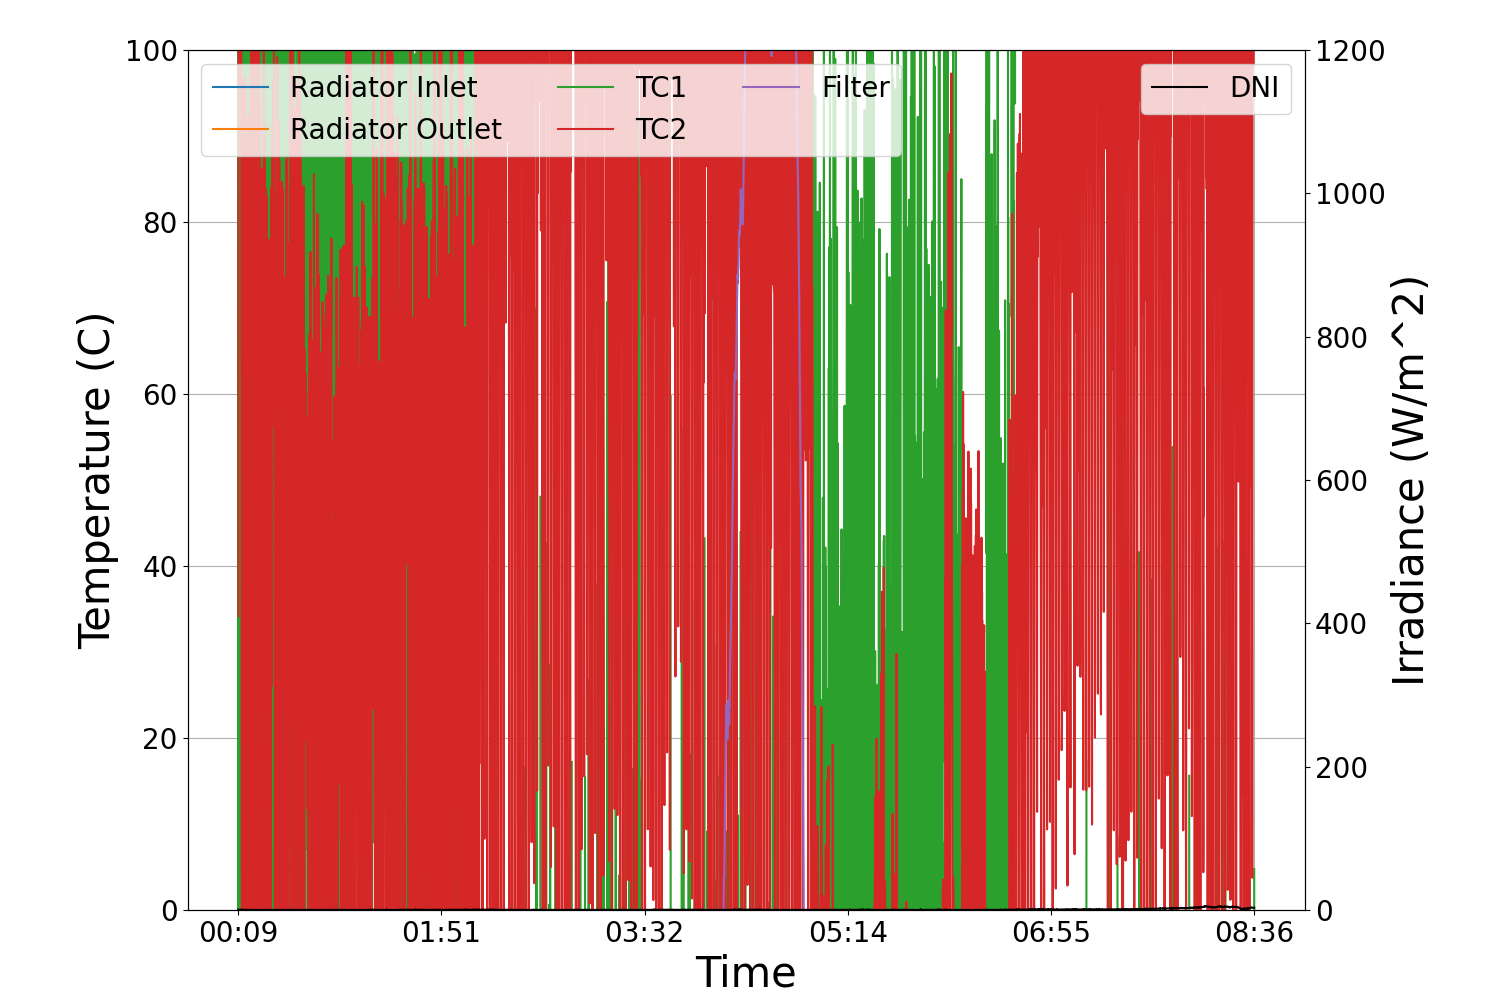 Radiator Inlet
Radiator Outlet
TC1
TC2
Filter
DNI
Temperature (C)
100
80
60
40
20
0
Irradiance (W/m^2)
1200
1000
800
600
400
200
0
00:09 01:51 03:32 05:14 06:55 08:36
Time